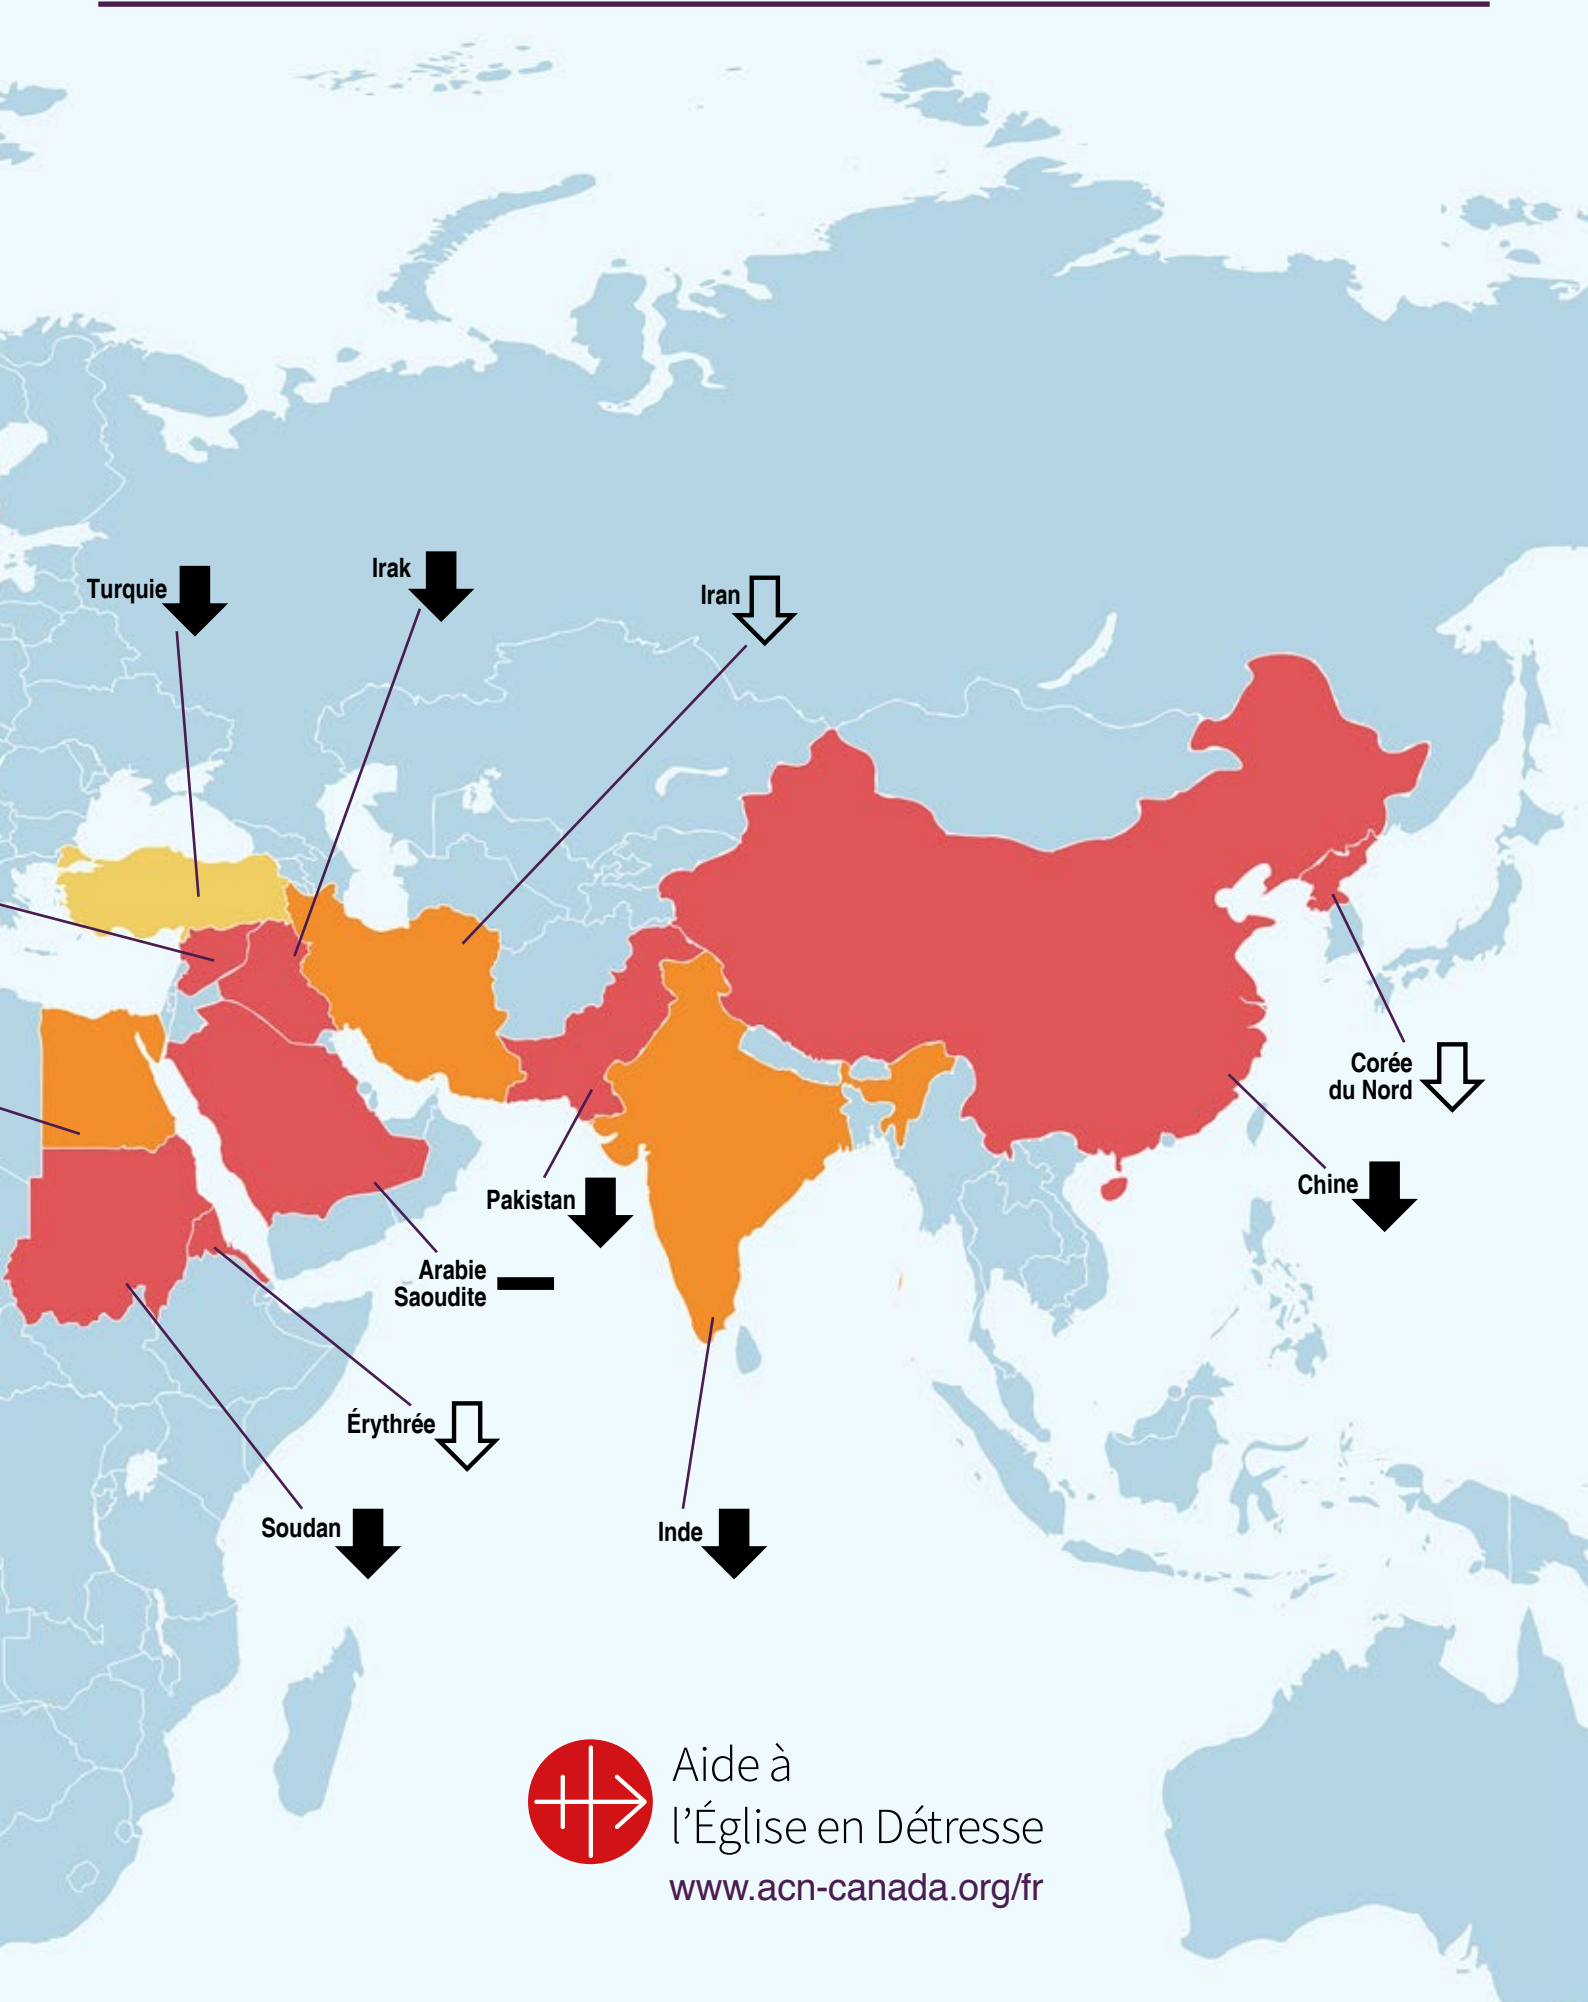 Turquie
Irak
Iran
Corée
du Nord
Chine
Pakistan
Arabie
Saoudite
Érythrée
Soudan
Inde
Aide à
l'Église en Détresse
www.acn-canada.org/fr